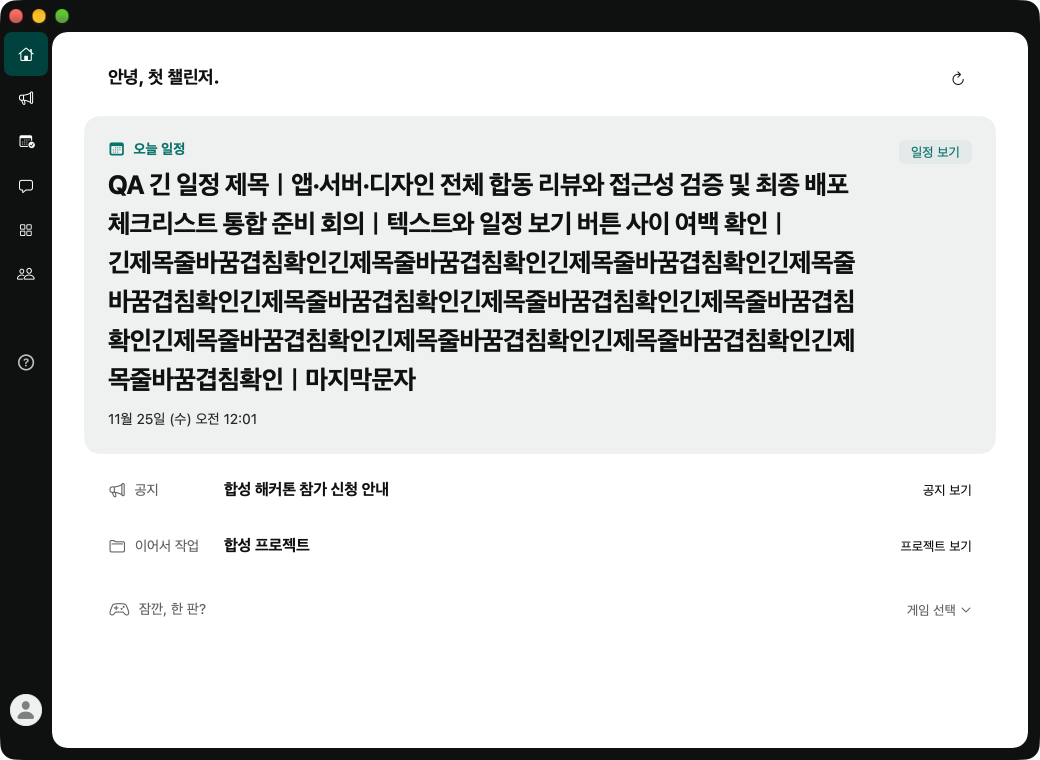 안녕, 첫 챌린저.
오늘 일정
일정 보기
QA 긴 일정 제목 | 앱·서버·디자인 전체 합동 리뷰와 접근성 검증 및 최종 배포
체크리스트 통합 준비 회의 | 텍스트와 일정 보기 버튼 사이 여백 확인 |
긴제목줄바꿈겹침확인긴제목줄바꿈겹침확인긴제목줄바꿈겹침확인긴제목줄
바꿈겹침확인긴제목줄바꿈겹침확인긴제목줄바꿈겹침확인긴제목줄바꿈겹침
확인긴제목줄바꿈겹침확인긴제목줄바꿈겹침확인긴제목줄바꿈겹침확인긴제
목줄바꿈겹침확인 | 마지막문자
11월 25일 (수) 오전 12:01
공지
합성 해커톤 참가 신청 안내
공지 보기
이어서 작업
합성 프로젝트
프로젝트 보기
잠깐, 한 판?
게임 선택